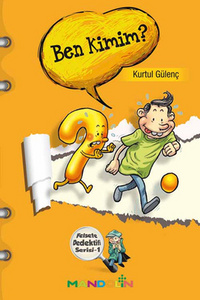 Ben Kimim?
Kurtul Gülenç
Felsefe
Dedektifi
Serisi-1
MANDOLİN